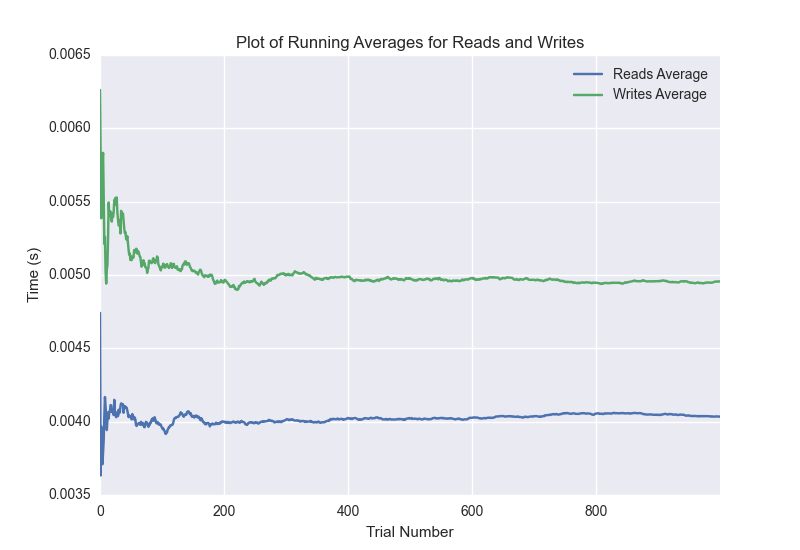 Plot of Running Averages for Reads and Writes
Reads Average
Writes Average
Time (s)
0.0065
0.0060
0.0055
0.0050
0.0045
0.0040
0.0035
0 200 400 600 800
Trial Number